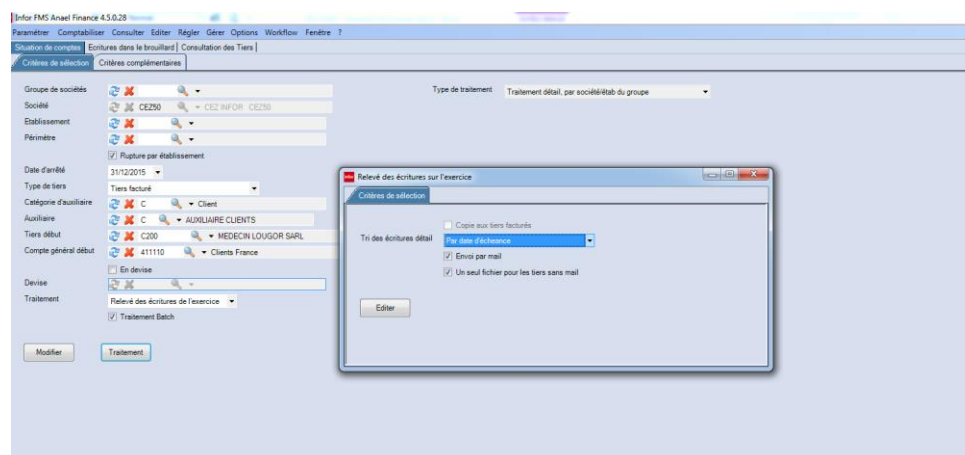 Infor FMS Anael Finance 4.5.0.28
Paramétrer Comptabiliser Consulter Editer Régler Gérer Options Workflow Fenêtre ?
Situation de comptes Ecritures dans le brouillard Consultation des Tiers
Critères de sélection Critères complémentaires
Groupe de sociétés
Type de traitement Traitement détail, par société/étab du groupe
Société CEZ50 CEZ INFOR CEZ50
Etablissement
Périmètre
Rupture par établissement
Date d'arrêté 31/12/2015
Type de tiers Tiers facturé
Catégorie d'auxiliaire C Client
Auxiliaire C AUXILIAIRE CLIENTS
Tiers début C200 MEDECIN LOUGOR SARL
Compte général début 411110 Clients France
En devise
Devise
Traitement Relevé des écritures de l'exercice
Traitement Batch
Modifier Traitement
infor Relevé des écritures sur l'exercice
Critères de sélection
Copie aux tiers facturés
Tri des écritures détail Par date d'écheance
Envoi par mail
Un seul fichier pour les tiers sans mail
Editer